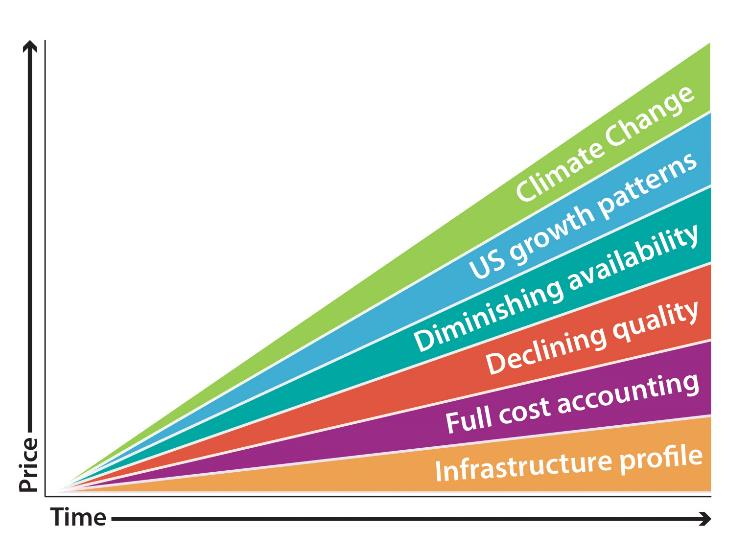 Climate Change
US growth patterns
Diminishing availability
Declining quality
Full cost accounting
Infrastructure profile
Price
Time